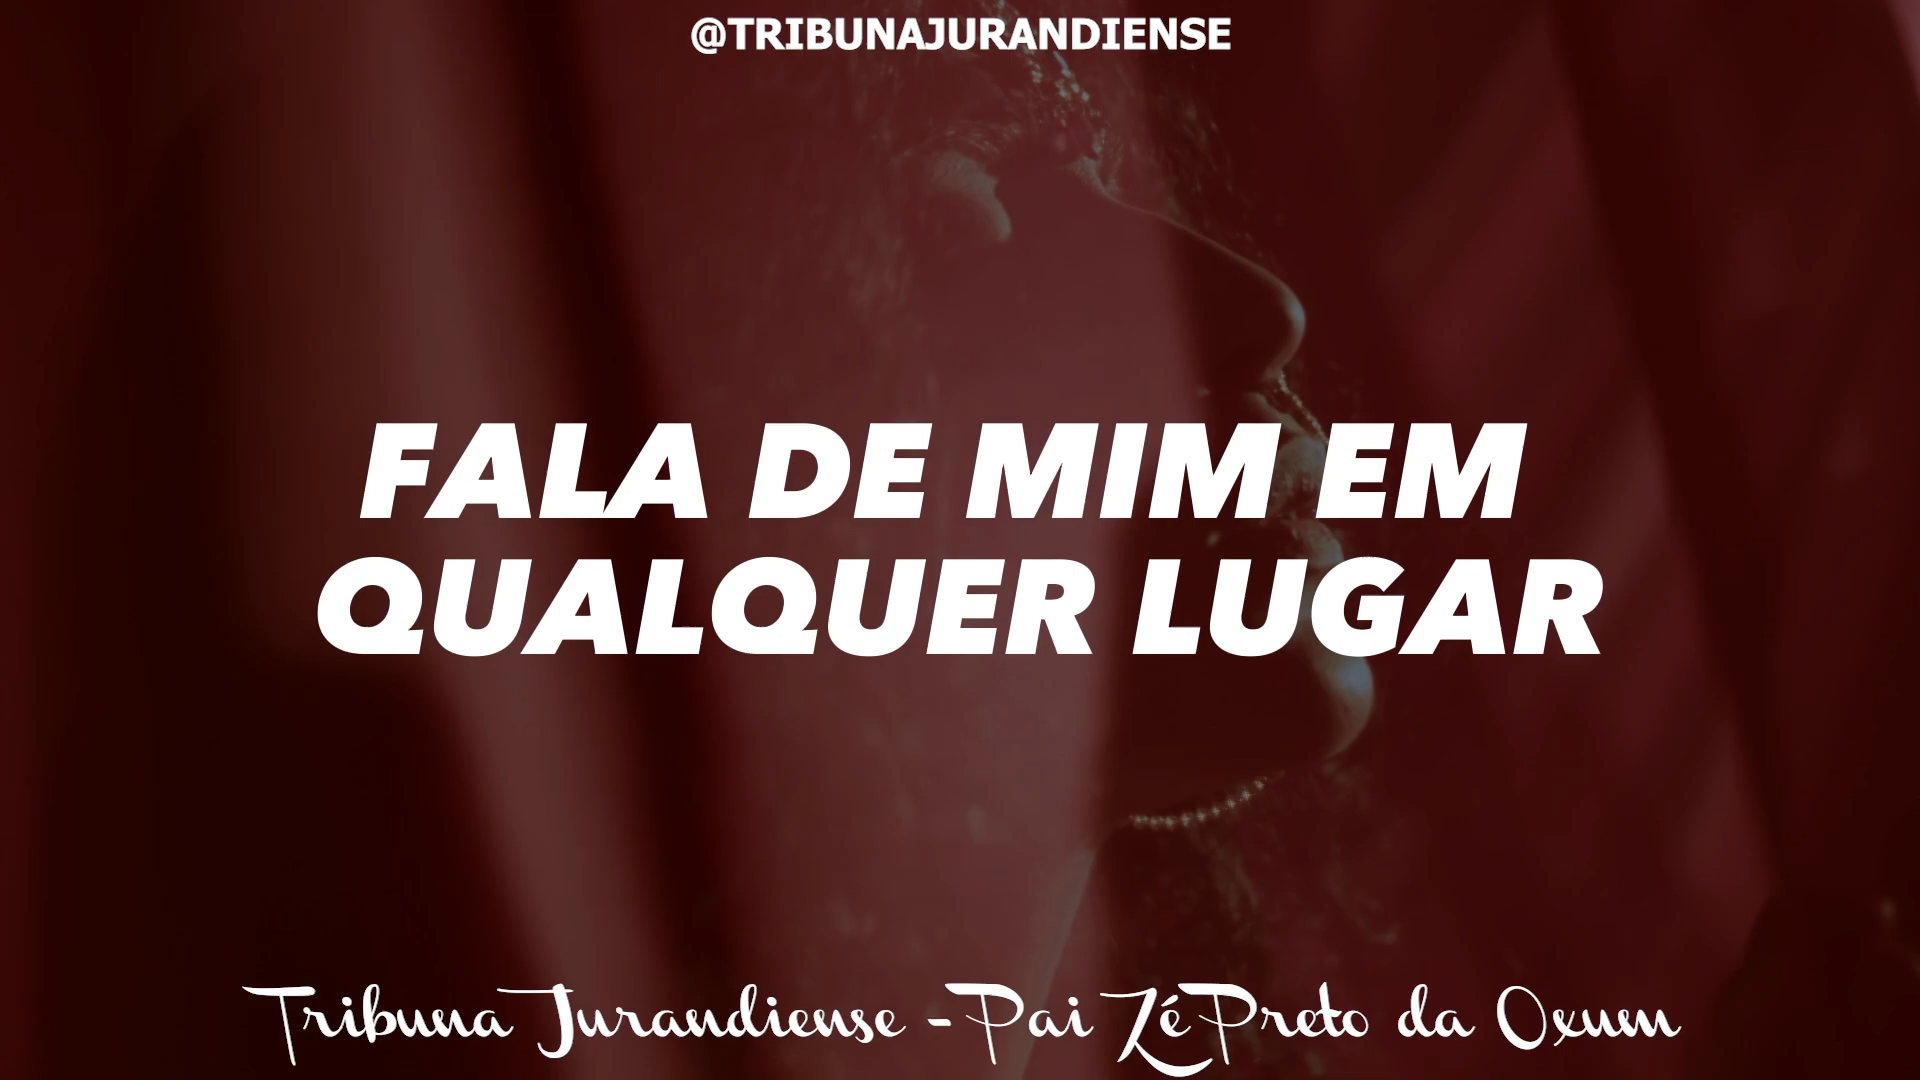 @TRIBUNAJURANDIENSE
FALA DE MIM EM
QUALQUER LUGAR
Tribuna Jurandiense - Pai Zé Preto da Oxum